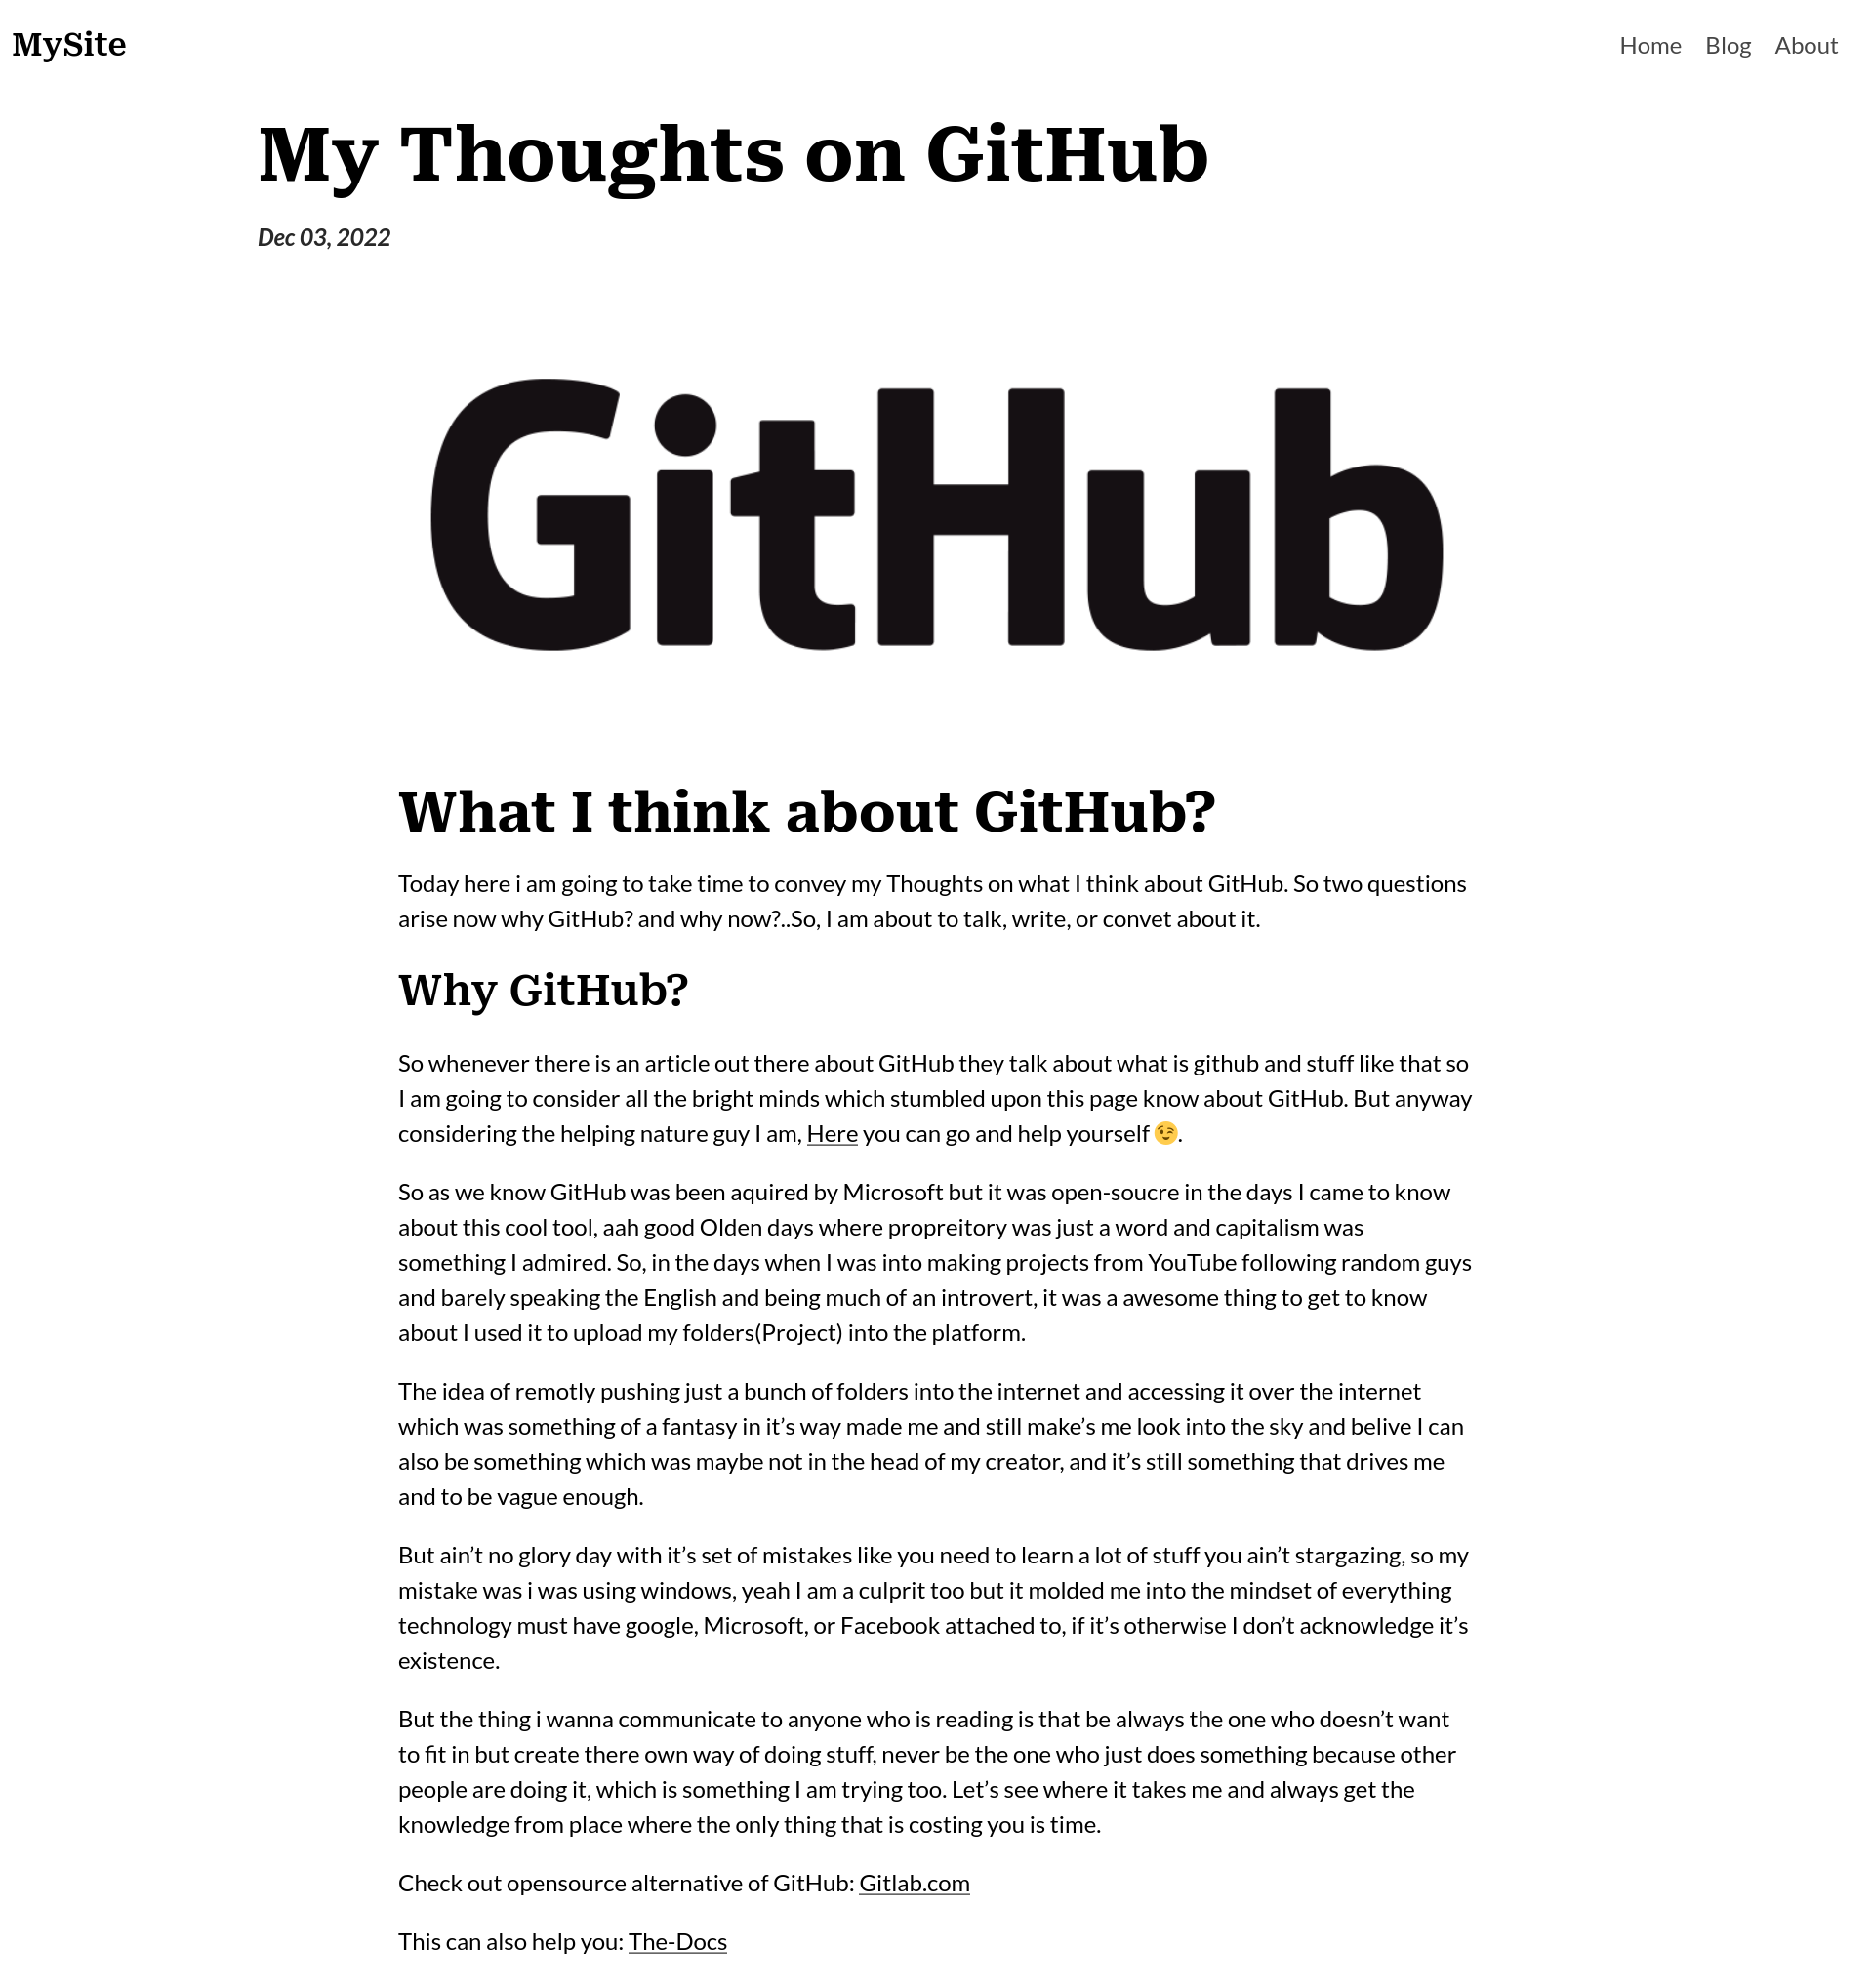 MySite
Home Blog About
My Thoughts on GitHub
Dec 03, 2022
GitHub
What I think about GitHub?
Today here i am going to take time to convey my Thoughts on what I think about GitHub. So two questions
arise now why GitHub? and why now?..So, I am about to talk, write, or convet about it.
Why GitHub?
So whenever there is an article out there about GitHub they talk about what is github and stuff like that so
I am going to consider all the bright minds which stumbled upon this page know about GitHub. But anyway
considering the helping nature guy I am, Here you can go and help yourself 😉.
So as we know GitHub was been aquired by Microsoft but it was open-soucre in the days I came to know
about this cool tool, aah good Olden days where propreitory was just a word and capitalism was
something I admired. So, in the days when I was into making projects from YouTube following random guys
and barely speaking the English and being much of an introvert, it was a awesome thing to get to know
about I used it to upload my folders(Project) into the platform.
The idea of remotly pushing just a bunch of folders into the internet and accessing it over the internet
which was something of a fantasy in it’s way made me and still make’s me look into the sky and belive I can
also be something which was maybe not in the head of my creator, and it’s still something that drives me
and to be vague enough.
But ain’t no glory day with it’s set of mistakes like you need to learn a lot of stuff you ain’t stargazing, so my
mistake was i was using windows, yeah I am a culprit too but it molded me into the mindset of everything
technology must have google, Microsoft, or Facebook attached to, if it’s otherwise I don’t acknowledge it’s
existence.
But the thing i wanna communicate to anyone who is reading is that be always the one who doesn’t want
to fit in but create there own way of doing stuff, never be the one who just does something because other
people are doing it, which is something I am trying too. Let’s see where it takes me and always get the
knowledge from place where the only thing that is costing you is time.
Check out opensource alternative of GitHub: Gitlab.com
This can also help you: The-Docs